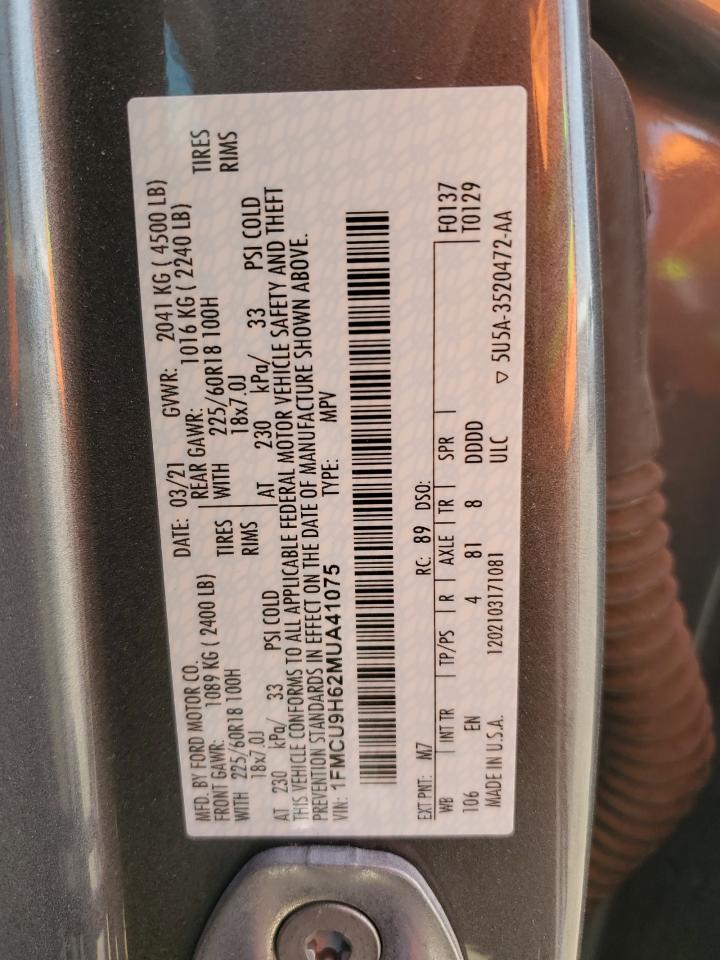 MFD. BY FORD MOTOR CO.
DATE: 03/21 GVWR: 2041 KG ( 4500 LB)
FRONT GAWR: 1089 KG ( 2400 LB) REAR GAWR: 1016 KG ( 2240 LB)
WITH 225/60R18 100H TIRES WITH 225/60R18 100H TIRES
18x7.0J RIMS 18x7.0J RIMS
AT 230 kPa/ 33 PSI COLD AT 230 kPa/ 33 PSI COLD
THIS VEHICLE CONFORMS TO ALL APPLICABLE FEDERAL MOTOR VEHICLE SAFETY AND THEFT
PREVENTION STANDARDS IN EFFECT ON THE DATE OF MANUFACTURE SHOWN ABOVE.
VIN: 1FMCU9H62MUA41075 TYPE: MPV
EXT PNT: M7 RC: 89 DSO: F0137
WB INT TR TP/PS R AXLE TR SPR T0129
106 EN 4 81 8 DDDD
MADE IN U.S.A. 1202103171081 ULC ▽ 5U5A-3520472-AA